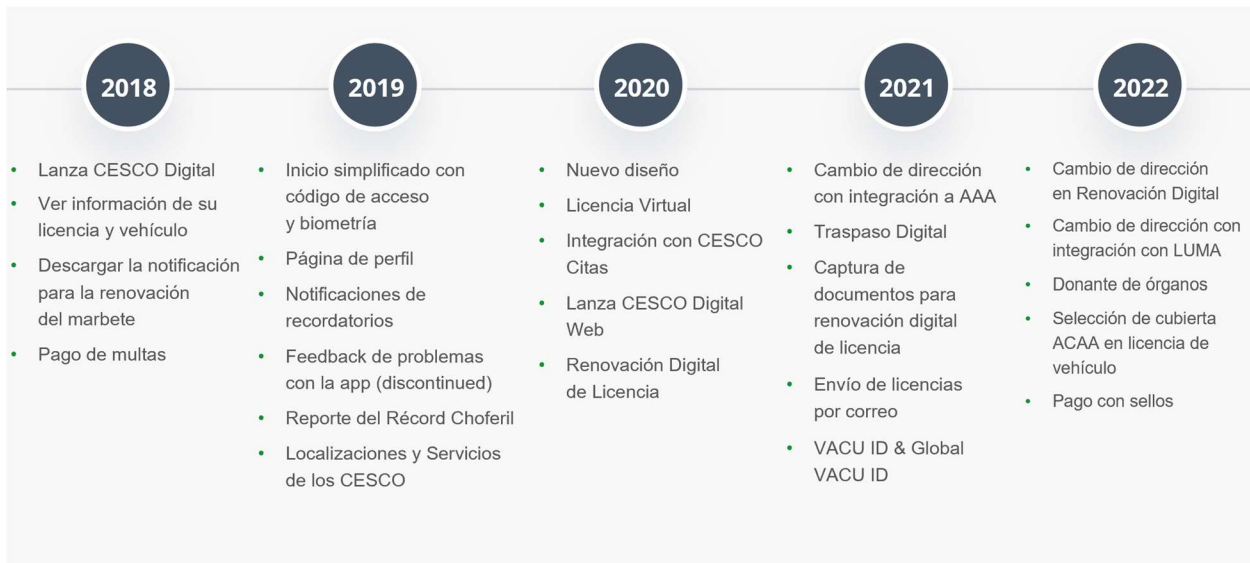 2018
• Lanza CESCO Digital
• Ver información de su
licencia y vehículo
• Descargar la notificación
para la renovación
del marbete
• Pago de multas
2019
• Inicio simplificado con
código de acceso
y biometría
• Página de perfil
• Notificaciones de
recordatorios
• Feedback de problemas
con la app (discontinued)
• Reporte del Récord Choferil
• Localizaciones y Servicios
de los CESCO
2020
• Nuevo diseño
• Licencia Virtual
• Integración con CESCO
Citas
• Lanza CESCO Digital
Web
• Renovación Digital
de Licencia
2021
• Cambio de dirección
con integración a AAA
• Traspaso Digital
• Captura de
documentos para
renovación digital
de licencia
• Envío de licencias
por correo
• VACU ID & Global
VACU ID
2022
• Cambio de dirección
en Renovación Digital
• Cambio de dirección con
integración con LUMA
• Donante de órganos
• Selección de cubierta
ACAA en licencia de
vehículo
• Pago con sellos